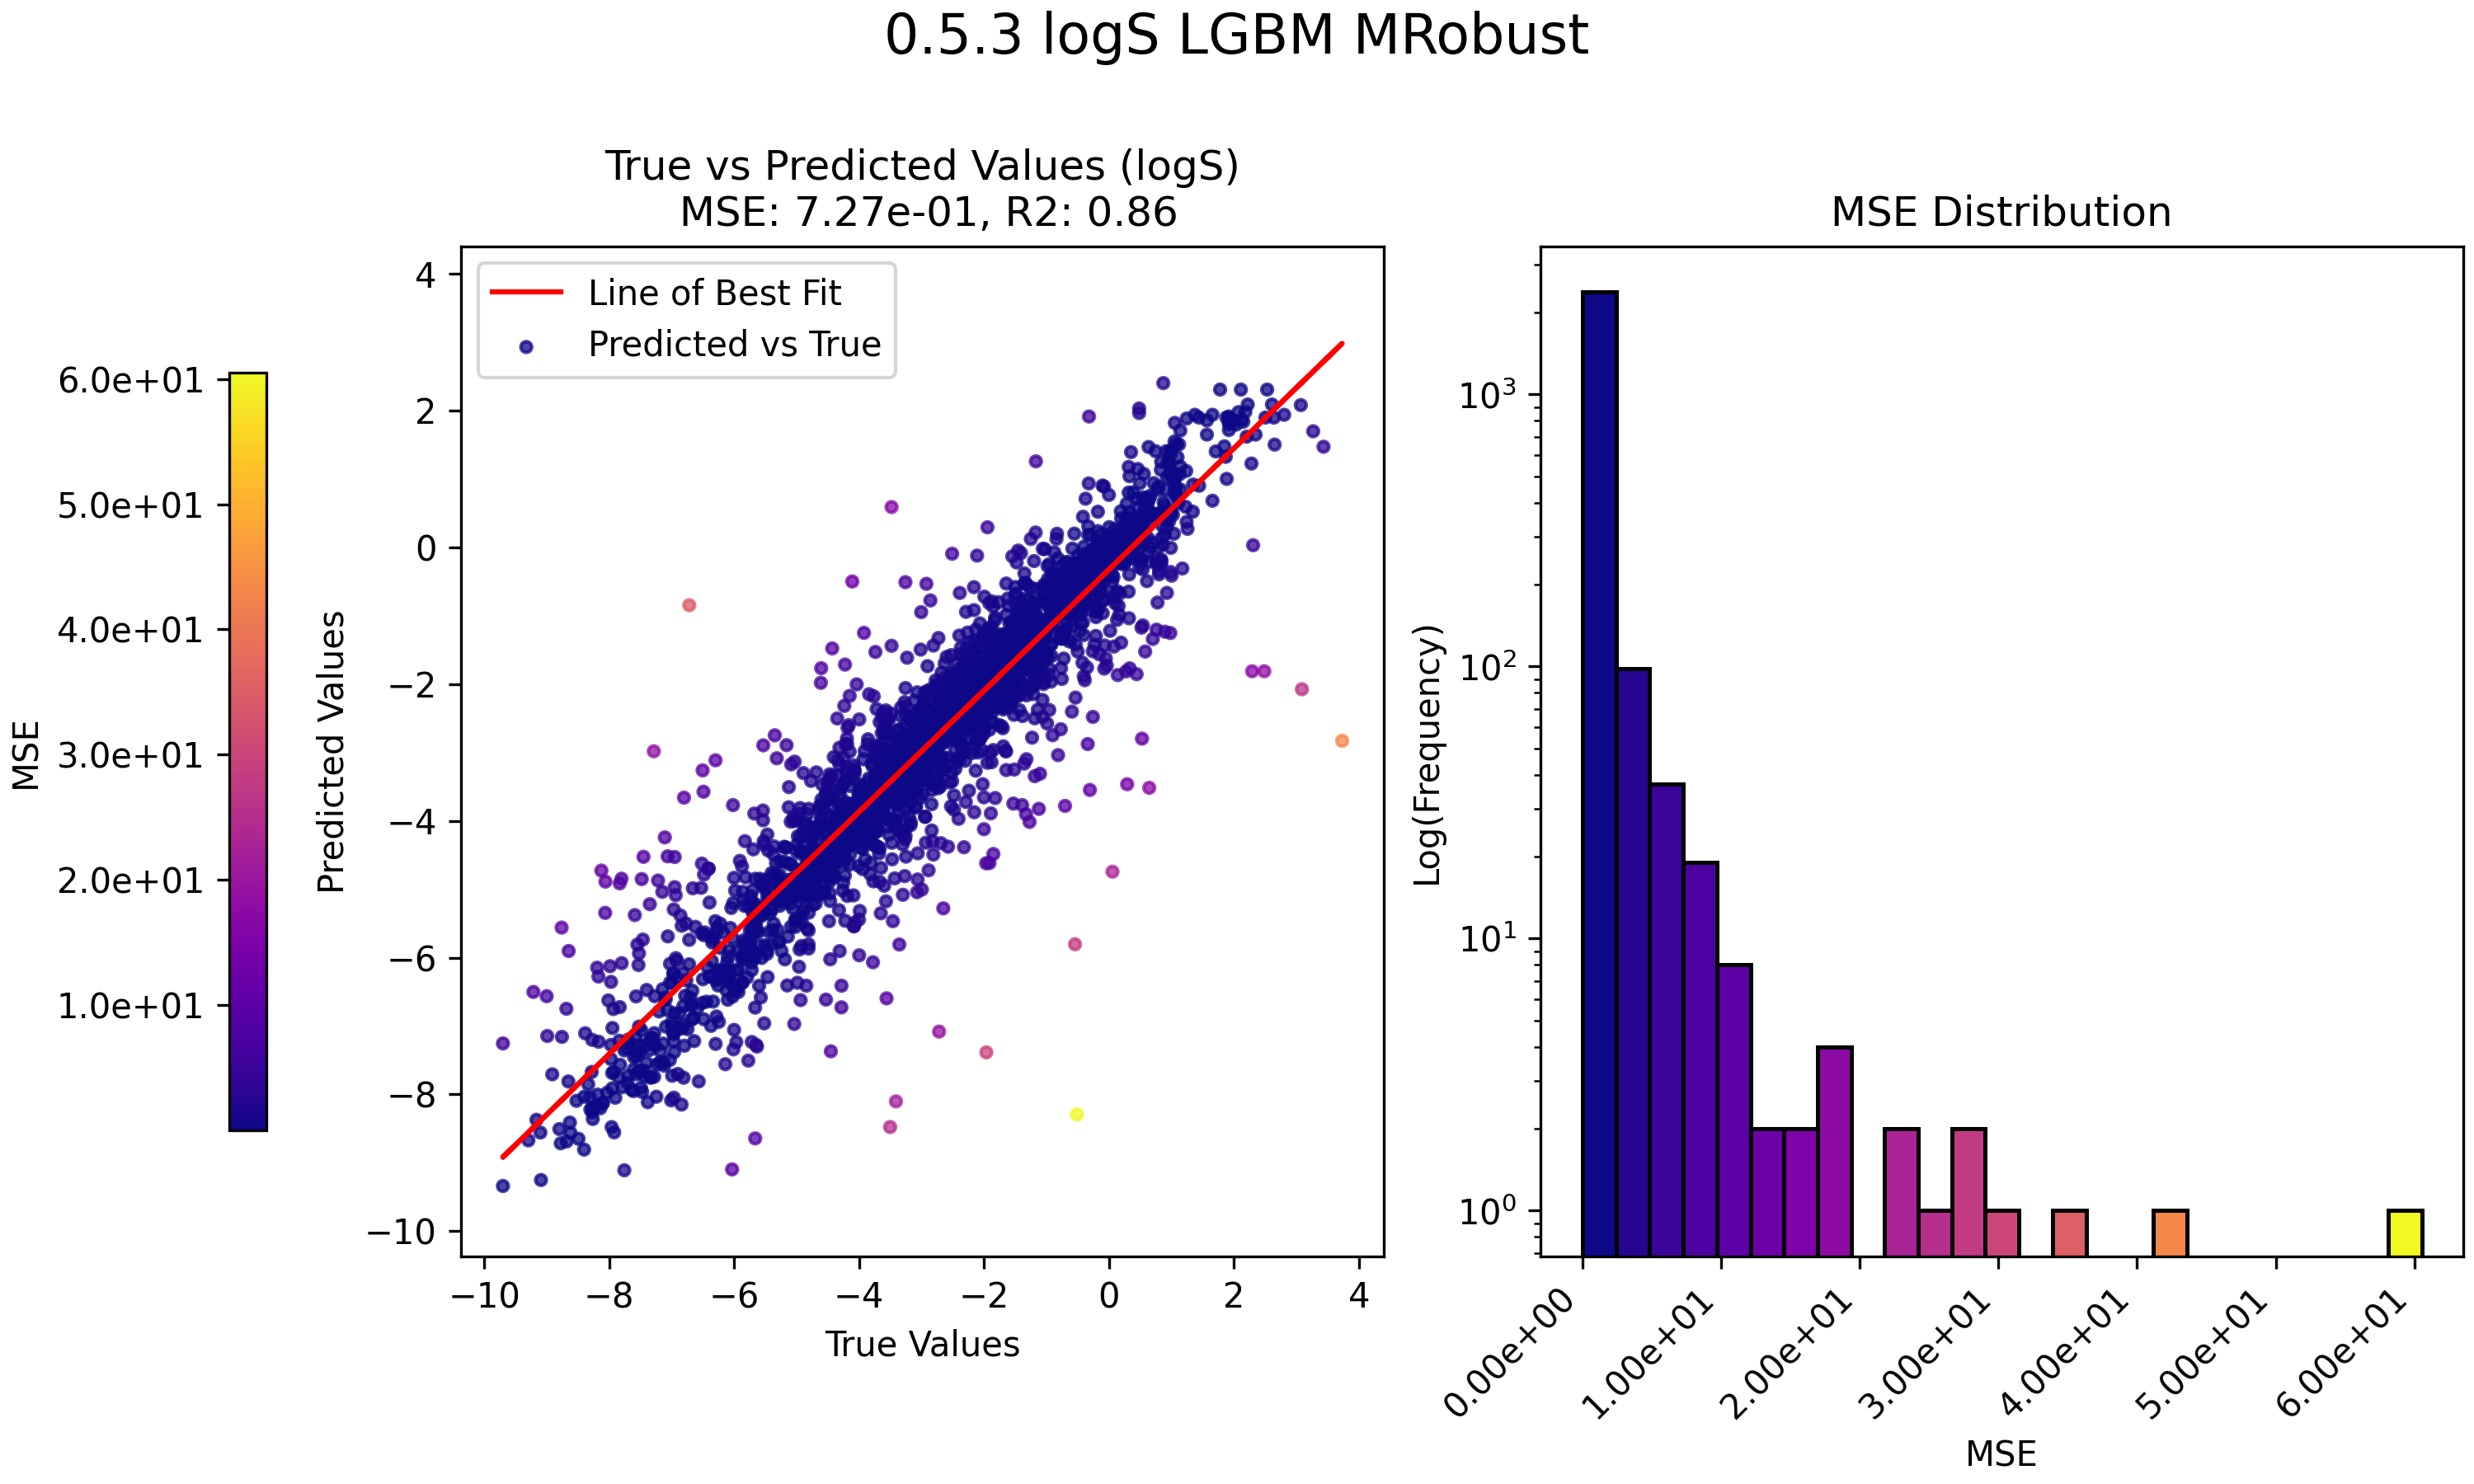 0.5.3 logS LGBM MRobust
True vs Predicted Values (logS)
MSE: 7.27e-01, R2: 0.86
MSE Distribution
Line of Best Fit
Predicted vs True
MSE
6.0e+01
5.0e+01
4.0e+01
3.0e+01
2.0e+01
1.0e+01
Predicted Values
4
2
0
−2
−4
−6
−8
−10
−10 −8 −6 −4 −2 0 2 4
True Values
Log(Frequency)
10³
10²
10¹
10⁰
0.00e+00 1.00e+01 2.00e+01 3.00e+01 4.00e+01 5.00e+01 6.00e+01
MSE